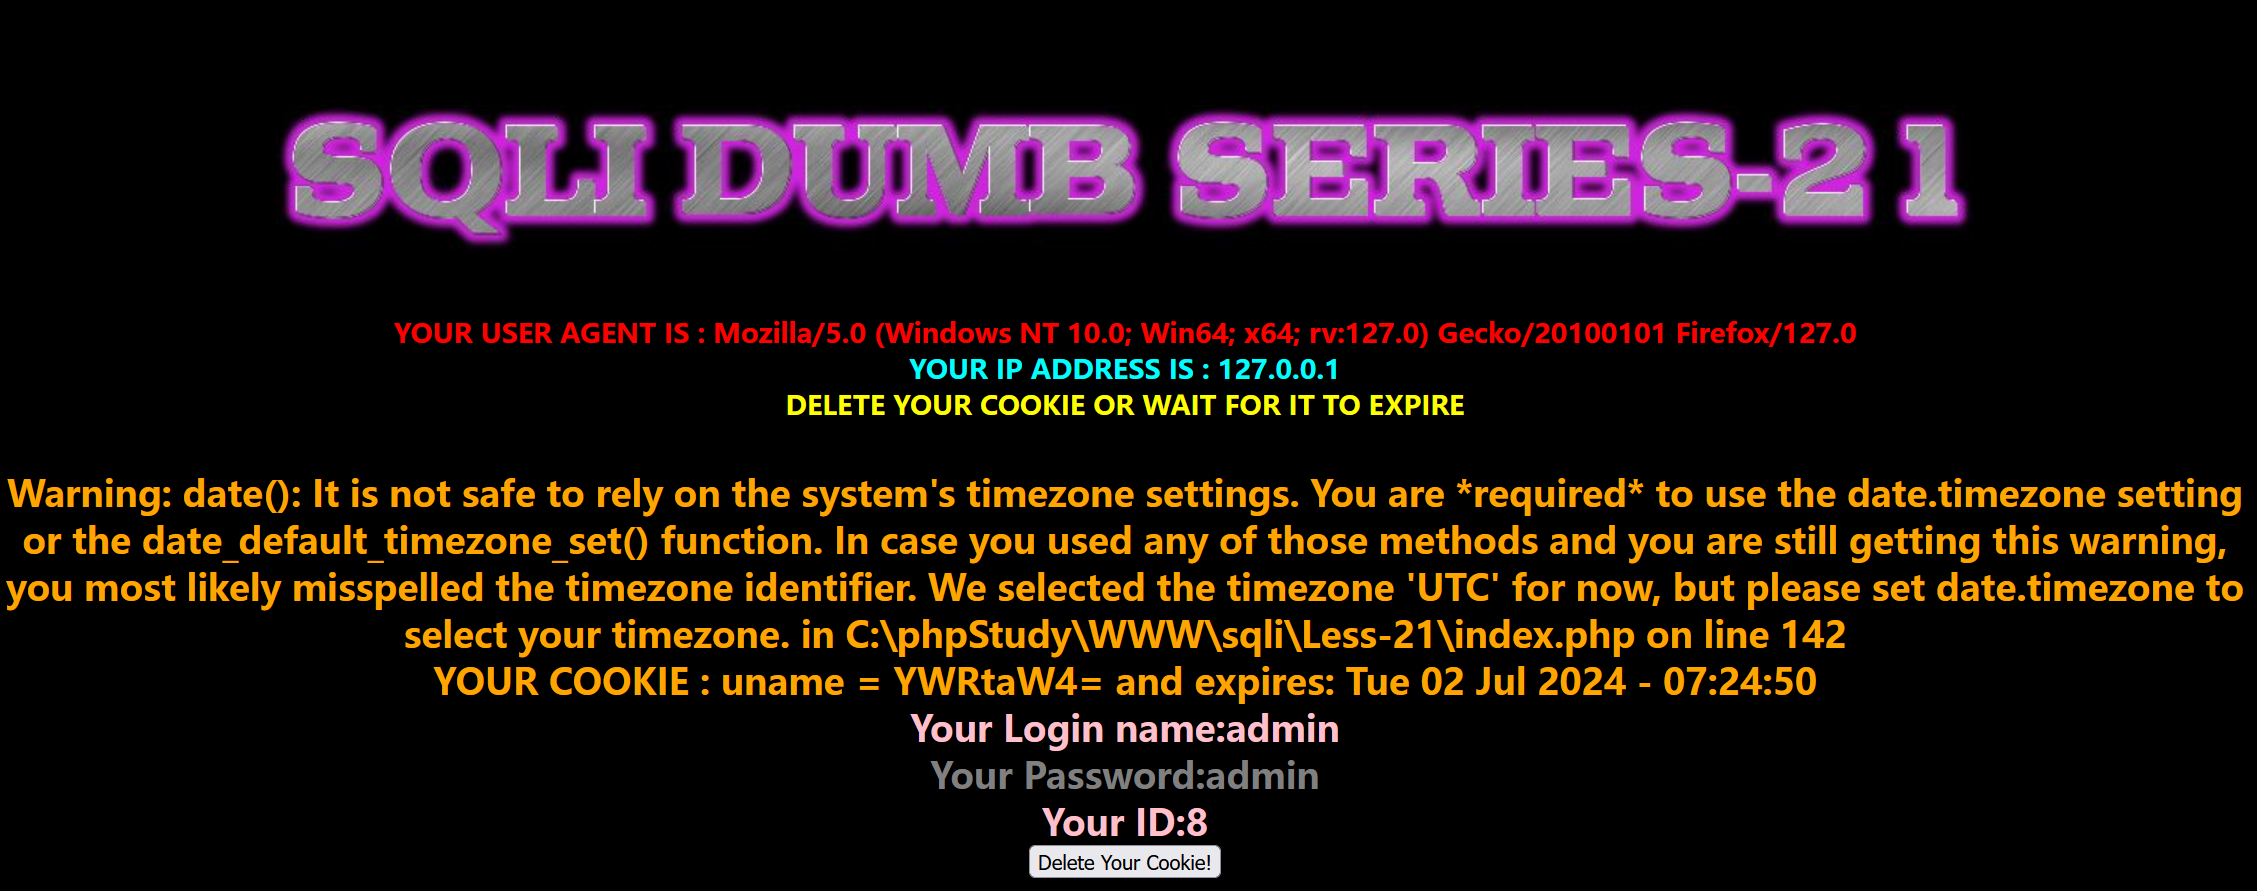 SQLI DUMB SERIES-21
YOUR USER AGENT IS : Mozilla/5.0 (Windows NT 10.0; Win64; x64; rv:127.0) Gecko/20100101 Firefox/127.0
YOUR IP ADDRESS IS : 127.0.0.1
DELETE YOUR COOKIE OR WAIT FOR IT TO EXPIRE
Warning: date(): It is not safe to rely on the system's timezone settings. You are *required* to use the date.timezone setting
or the date_default_timezone_set() function. In case you used any of those methods and you are still getting this warning,
you most likely misspelled the timezone identifier. We selected the timezone 'UTC' for now, but please set date.timezone to
select your timezone. in C:\phpStudy\WWW\sqli\Less-21\index.php on line 142
YOUR COOKIE : uname = YWRtaW4= and expires: Tue 02 Jul 2024 - 07:24:50
Your Login name:admin
Your Password:admin
Your ID:8
Delete Your Cookie!